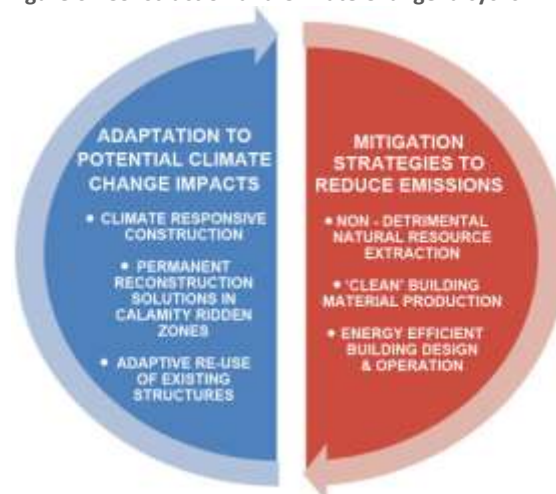 ADAPTATION TO
POTENTIAL CLIMATE
CHANGE IMPACTS
• CLIMATE RESPONSIVE
CONSTRUCTION
• PERMANENT
RECONSTRUCTION
SOLUTIONS IN
CALAMITY RIDDEN
ZONES
• ADAPTIVE RE-USE
OF EXISTING
STRUCTURES
MITIGATION
STRATEGIES TO
REDUCE EMISSIONS
• NON - DETRIMENTAL
NATURAL RESOURCE
EXTRACTION
• 'CLEAN' BUILDING
MATERIAL PRODUCTION
• ENERGY EFFICIENT
BUILDING DESIGN
& OPERATION